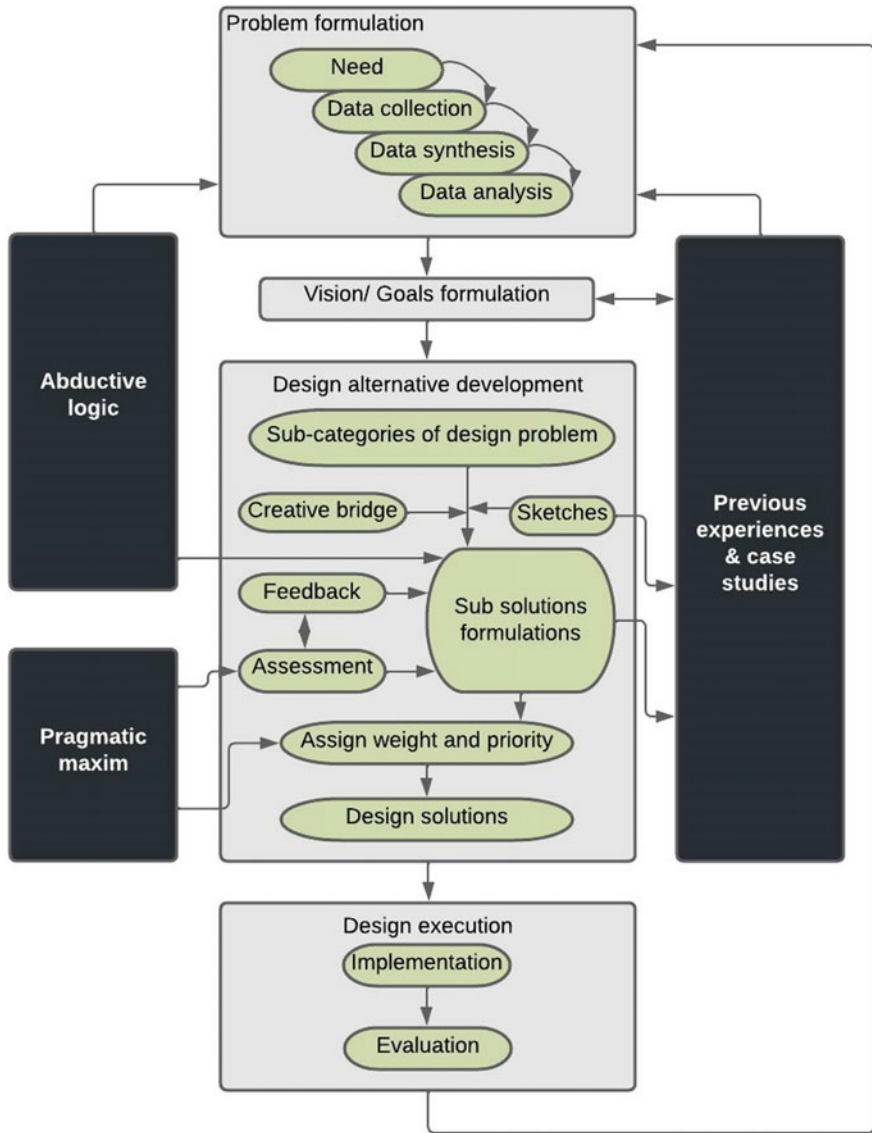 Problem formulation
Need
Data collection
Data synthesis
Data analysis
Vision/ Goals formulation
Abductive
logic
Design alternative development
Sub-categories of design problem
Creative bridge
Sketches
Previous
experiences
& case
studies
Feedback
Sub solutions
formulations
Assessment
Pragmatic
maxim
Assign weight and priority
Design solutions
Design execution
Implementation
Evaluation